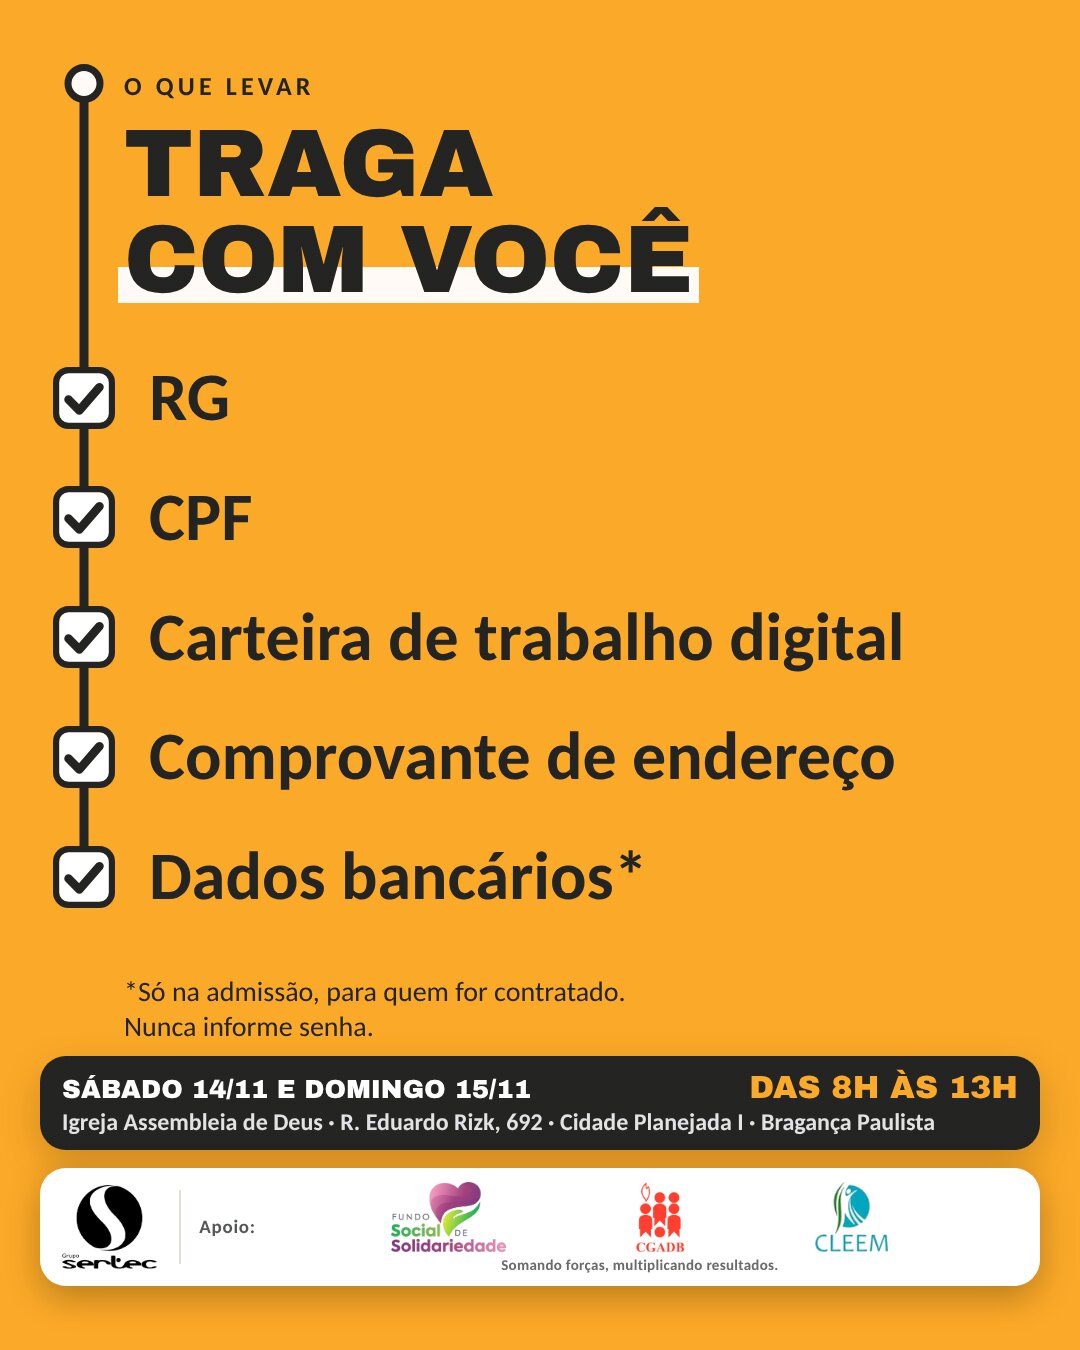 O QUE LEVAR
TRAGA
COM VOCÊ
RG
CPF
Carteira de trabalho digital
Comprovante de endereço
Dados bancários*
*Só na admissão, para quem for contratado.
Nunca informe senha.
SÁBADO 14/11 E DOMINGO 15/11
DAS 8H ÀS 13H
Igreja Assembleia de Deus · R. Eduardo Rizk, 692 · Cidade Planejada I · Bragança Paulista
Grupo
sertec
Apoio:
FUNDO
Social DE
Solidariedade
CGADB
CLEEM
Somando forças, multiplicando resultados.